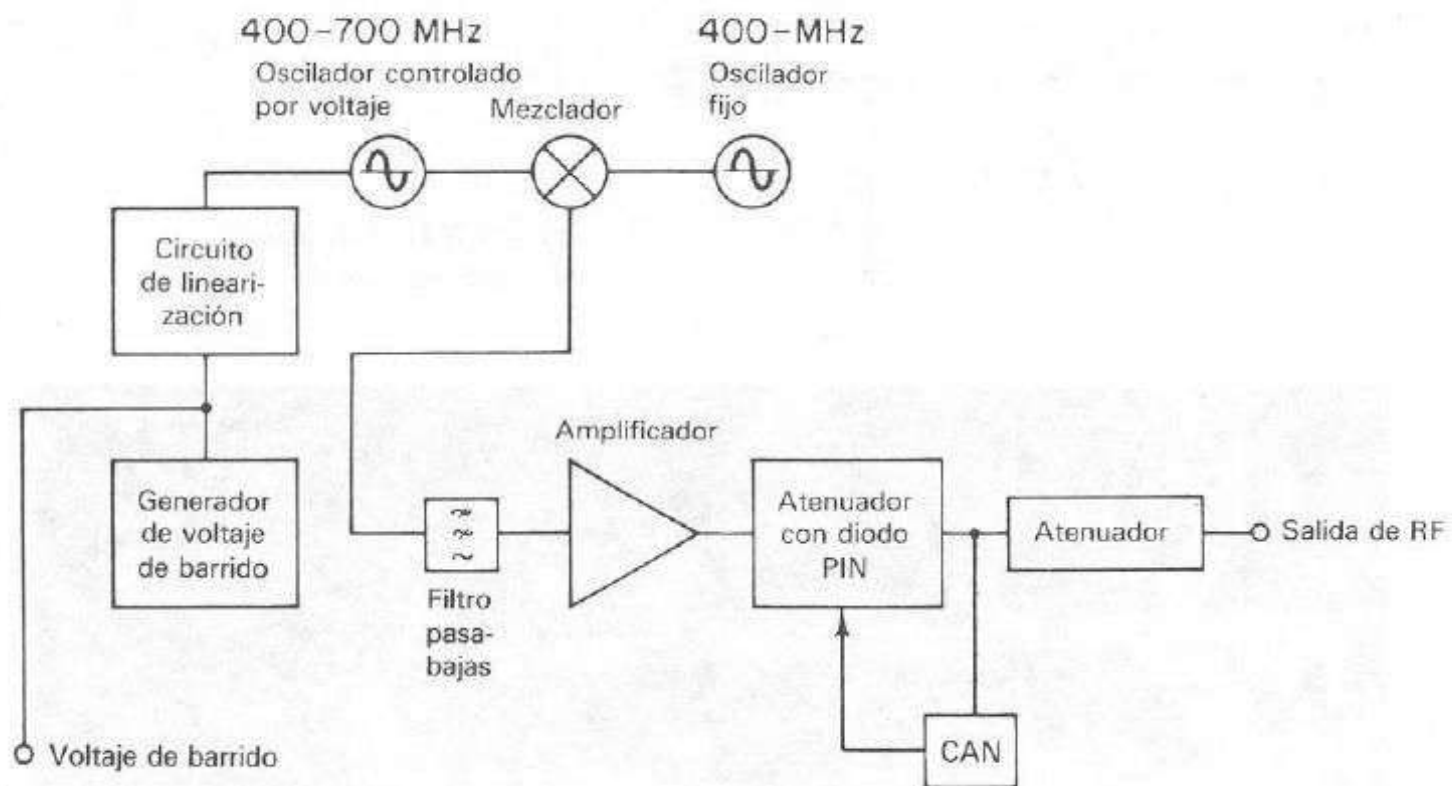 400-700 MHz
Oscilador controlado
por voltaje
Mezclador
400-MHz
Oscilador
fijo
Circuito
de lineari-
zación
Generador
de voltaje
de barrido
Amplificador
Filtro
pasa-
bajas
Atenuador
con diodo
PIN
Atenuador
Salida de RF
CAN
Voltaje de barrido